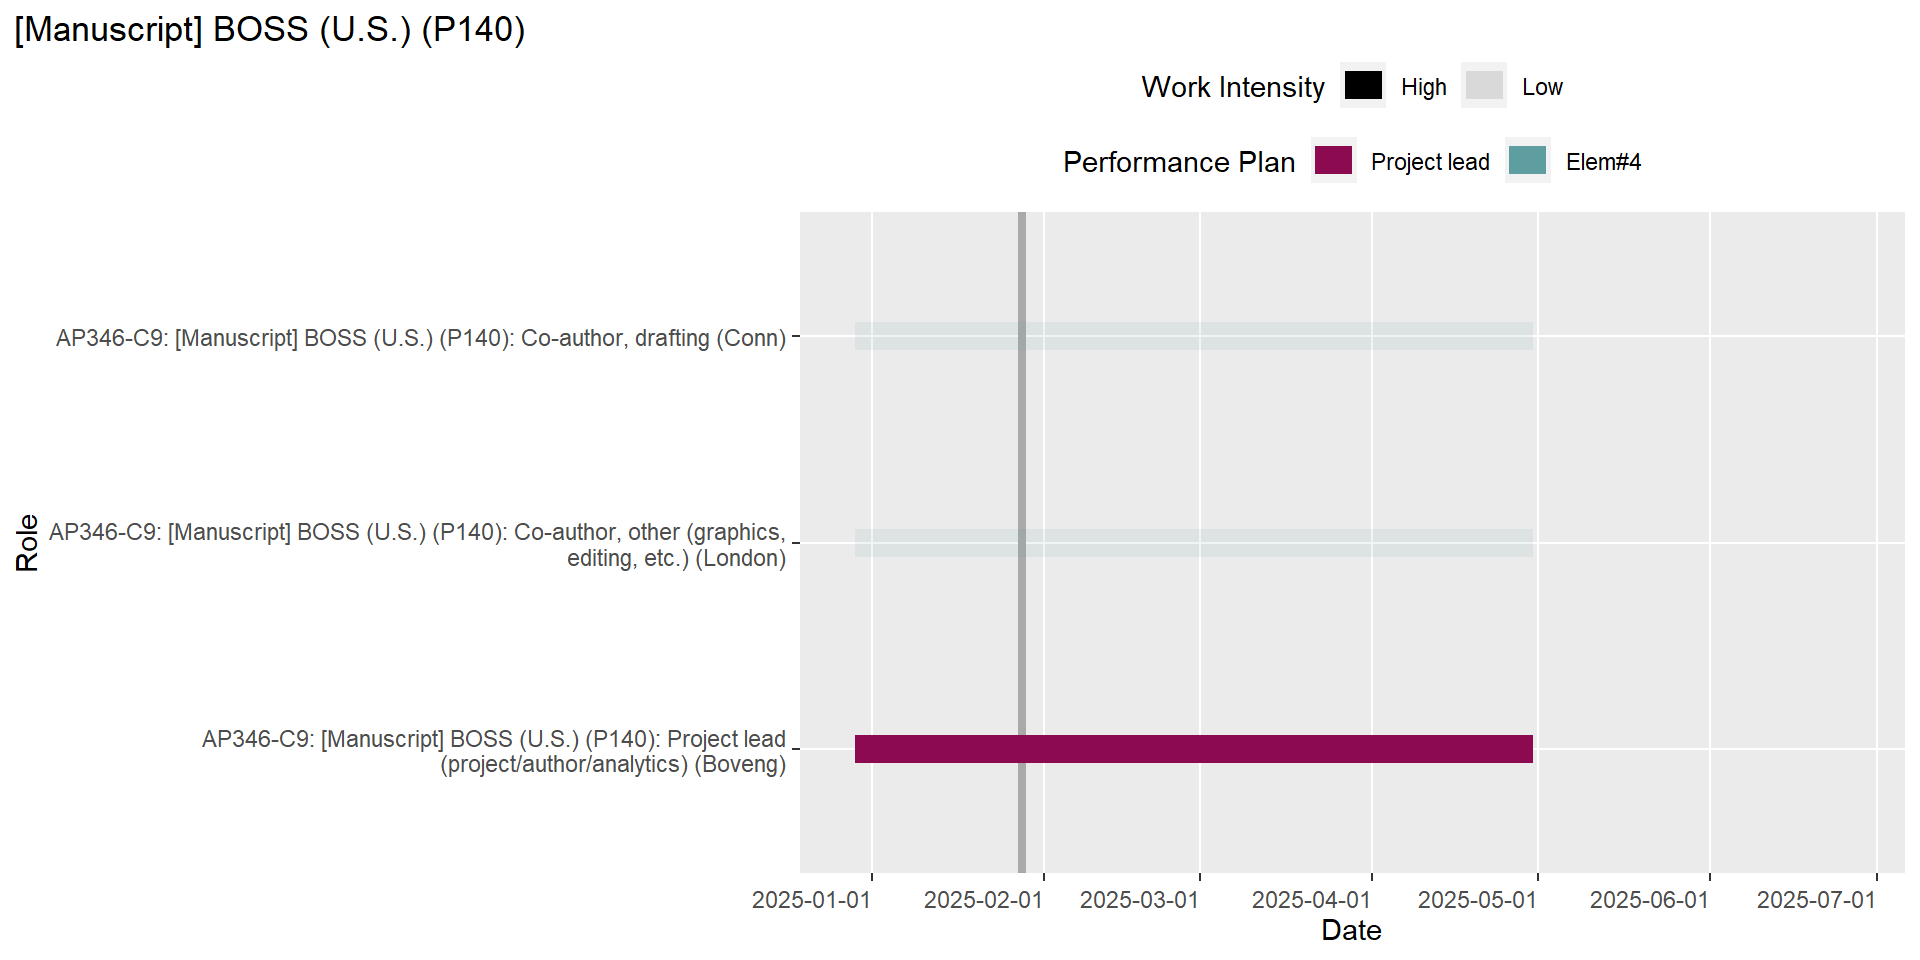 [Manuscript] BOSS (U.S.) (P140)
Work Intensity High Low
Performance Plan Project lead Elem#4
AP346-C9: [Manuscript] BOSS (U.S.) (P140): Co-author, drafting (Conn)
AP346-C9: [Manuscript] BOSS (U.S.) (P140): Co-author, other (graphics,
editing, etc.) (London)
AP346-C9: [Manuscript] BOSS (U.S.) (P140): Project lead
(project/author/analytics) (Boveng)
Role
2025-01-01 2025-02-01 2025-03-01 2025-04-01 2025-05-01 2025-06-01 2025-07-01
Date